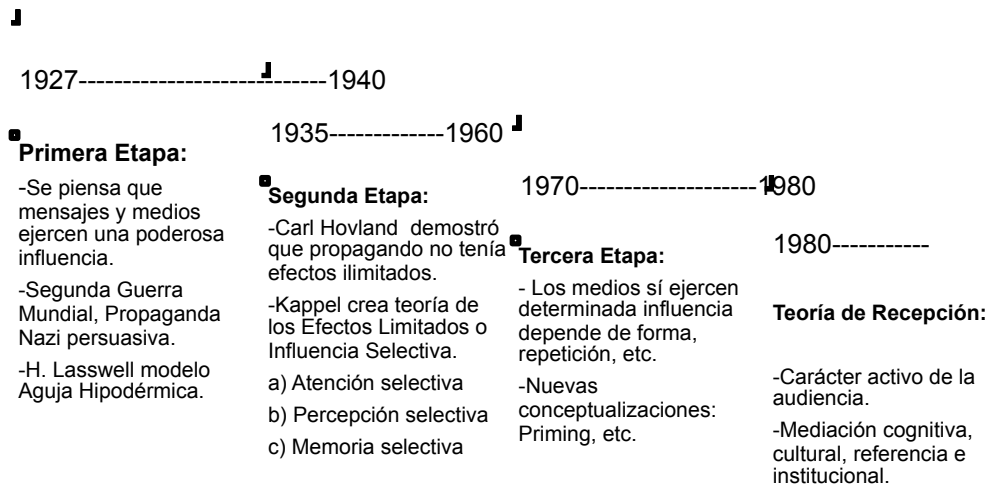 1927----------------------------1940
Primera Etapa:
-Se piensa que
mensajes y medios
ejercen una poderosa
influencia.
-Segunda Guerra
Mundial, Propaganda
Nazi persuasiva.
-H. Lasswell modelo
Aguja Hipodérmica.
1935-------------1960
Segunda Etapa:
-Carl Hovland  demostró
que propagando no tenía
efectos ilimitados.
-Kappel crea teoría de
los Efectos Limitados o
Influencia Selectiva.
a) Atención selectiva
b) Percepción selectiva
c) Memoria selectiva
1970--------------------1980
Tercera Etapa:
- Los medios sí ejercen
determinada influencia
depende de forma,
repetición, etc.
-Nuevas
conceptualizaciones:
Priming, etc.
1980-----------
Teoría de Recepción:
-Carácter activo de la
audiencia.
-Mediación cognitiva,
cultural, referencia e
institucional.